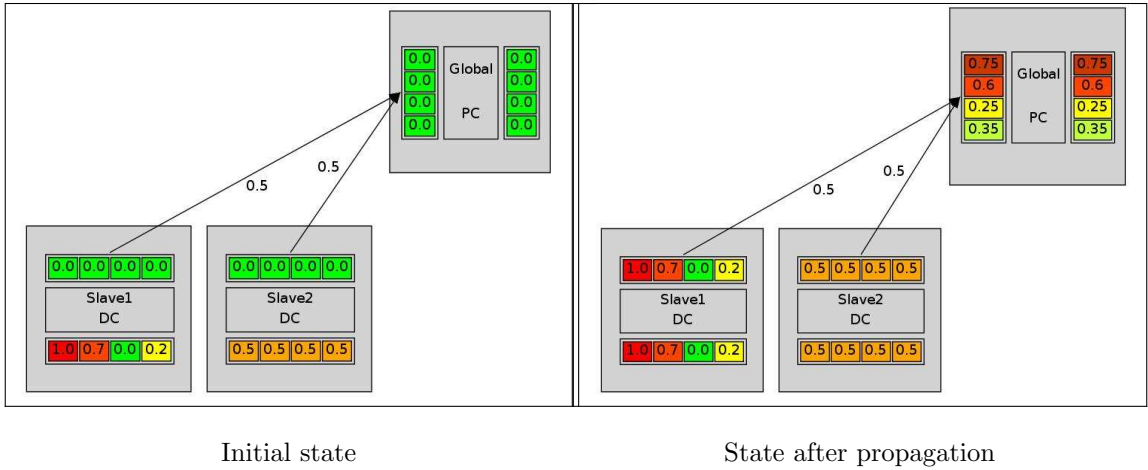 0.0 0.0
0.0 Global 0.0
0.0 PC 0.0
0.0 0.0
0.5
0.5
0.0 0.0 0.0 0.0
Slave1
DC
1.0 0.7 0.0 0.2
0.0 0.0 0.0 0.0
Slave2
DC
0.5 0.5 0.5 0.5
Initial state
0.75 0.75
0.6 Global 0.6
0.25 PC 0.25
0.35 0.35
0.5
0.5
1.0 0.7 0.0 0.2
Slave1
DC
1.0 0.7 0.0 0.2
0.5 0.5 0.5 0.5
Slave2
DC
0.5 0.5 0.5 0.5
State after propagation